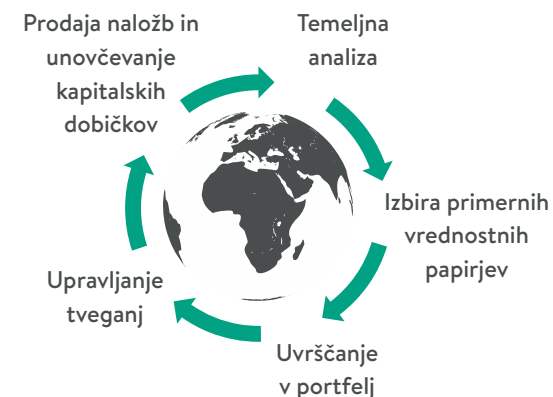 Prodaja naložb in
unovčevanje
kapitalskih
dobičkov
Temeljna
analiza
Izbira primernih
vrednostnih
papirjev
Uvrščanje
v portfelj
Upravljanje
tveganj